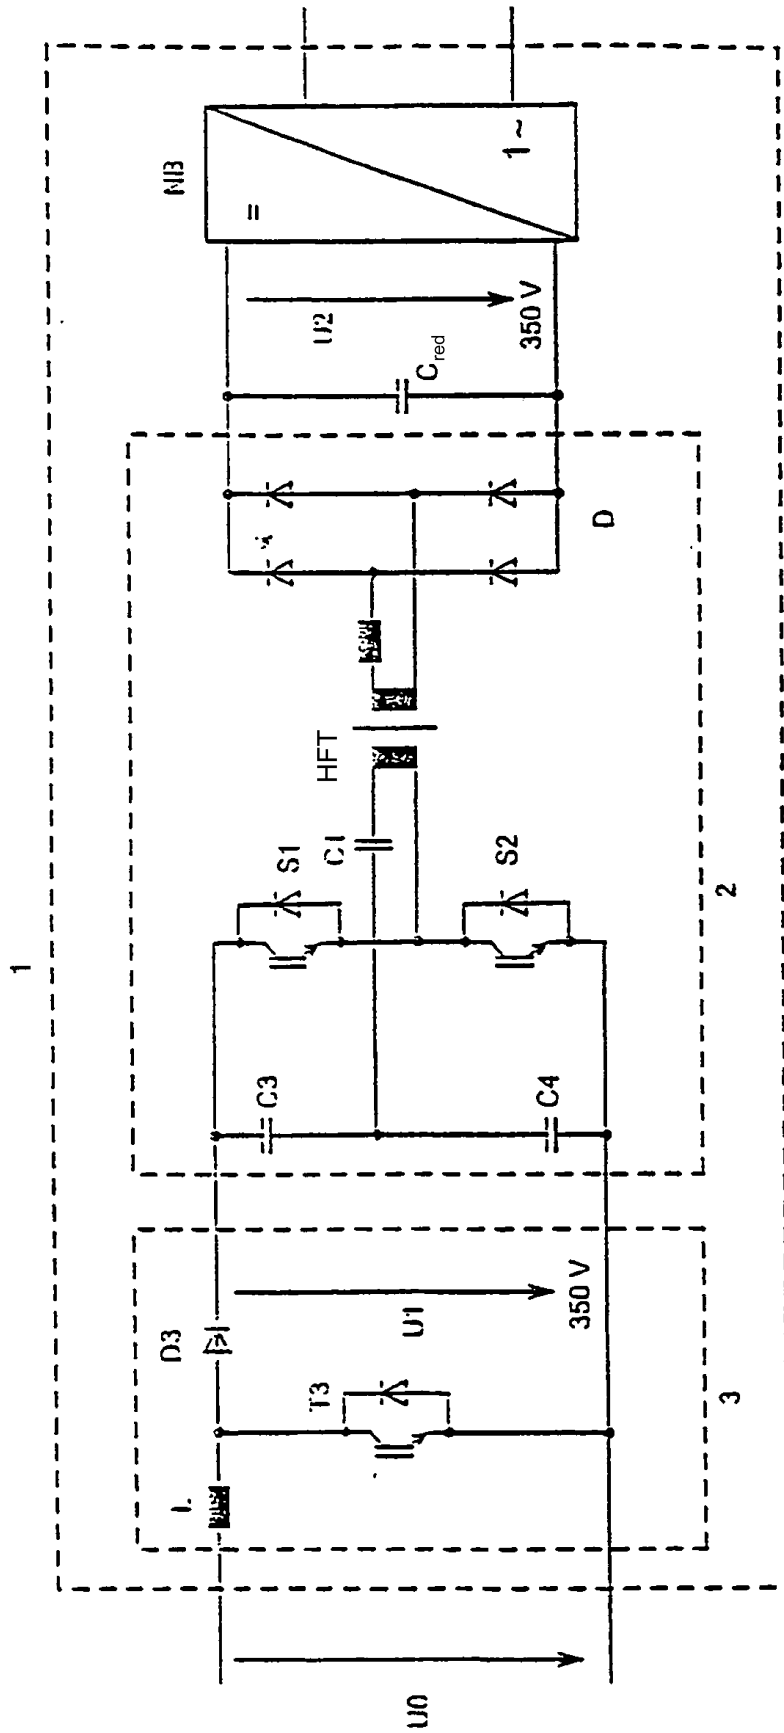 1
U0
3
L
T3
D3
U1
350 V
2
C3
C4
S1
S2
C1
HFT
D
C_red
U2
350 V
NB
=
1~